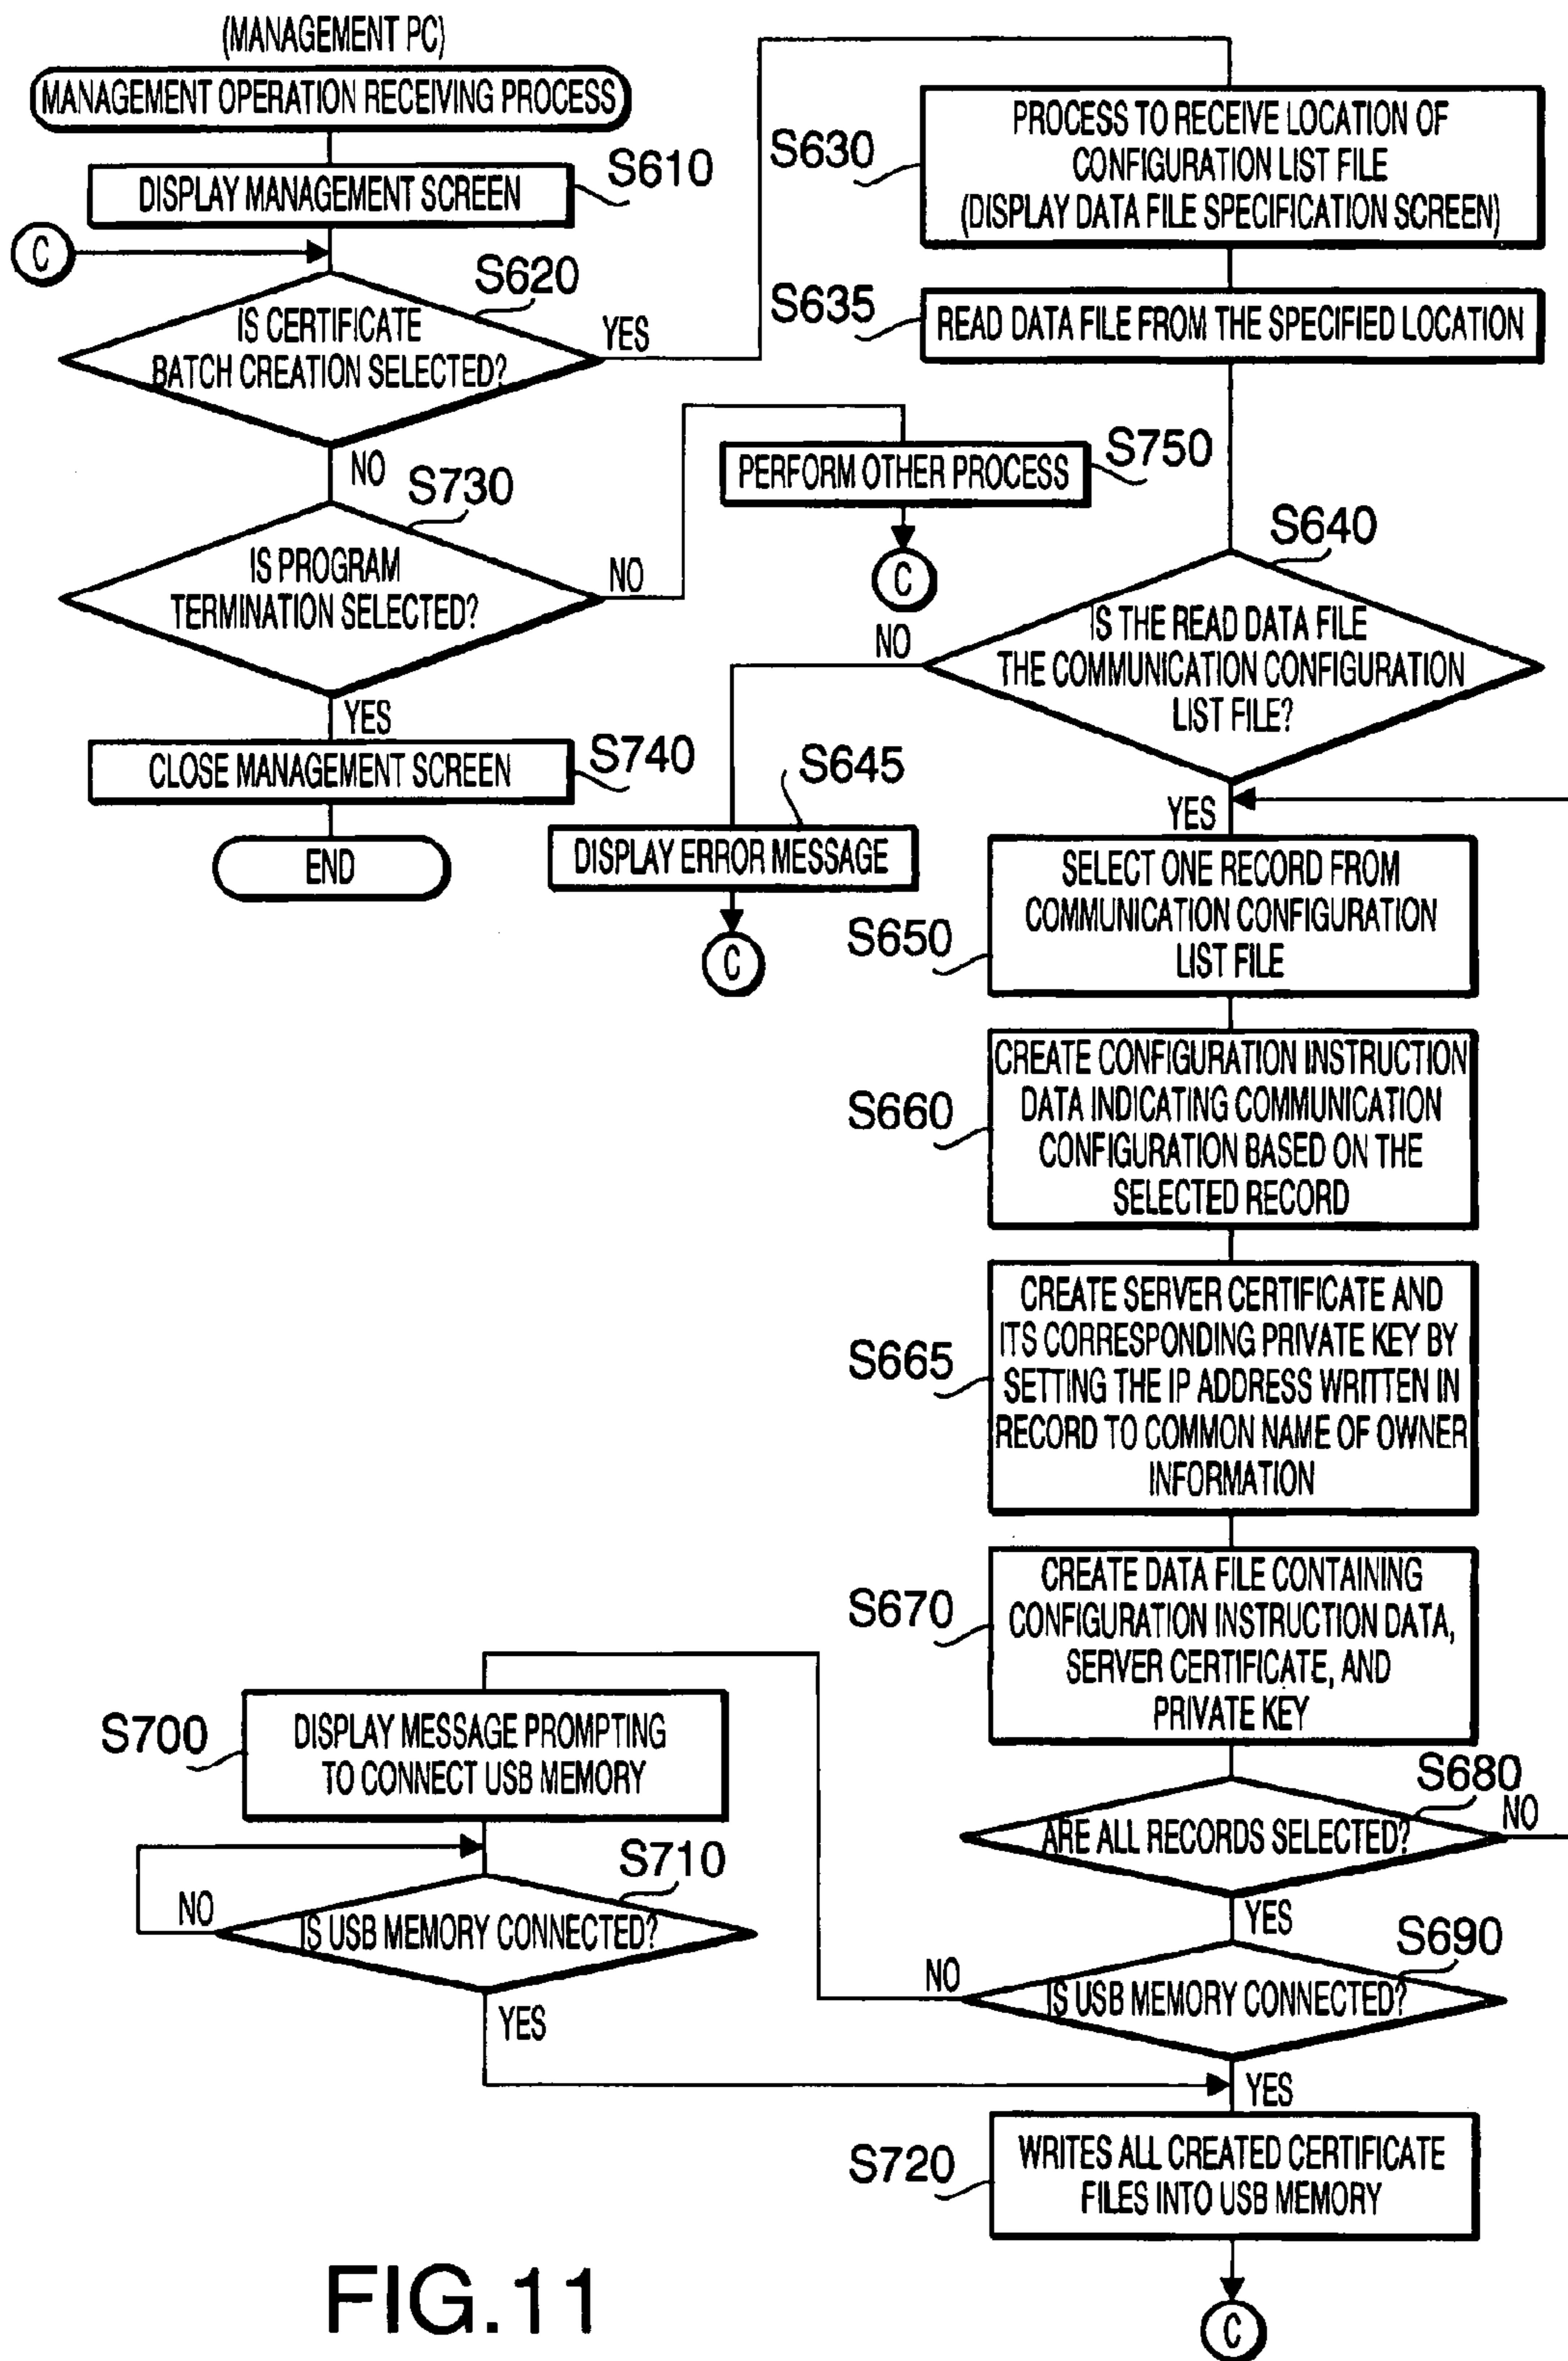 (MANAGEMENT PC)
MANAGEMENT OPERATION RECEIVING PROCESS
DISPLAY MANAGEMENT SCREEN
S610
C
S620
IS CERTIFICATE
BATCH CREATION SELECTED?
YES
NO
S730
IS PROGRAM
TERMINATION SELECTED?
NO
YES
CLOSE MANAGEMENT SCREEN
S740
END
PERFORM OTHER PROCESS
S750
C
S630
PROCESS TO RECEIVE LOCATION OF
CONFIGURATION LIST FILE
(DISPLAY DATA FILE SPECIFICATION SCREEN)
S635
READ DATA FILE FROM THE SPECIFIED LOCATION
S640
IS THE READ DATA FILE
THE COMMUNICATION CONFIGURATION
LIST FILE?
NO
S645
DISPLAY ERROR MESSAGE
C
YES
S650
SELECT ONE RECORD FROM
COMMUNICATION CONFIGURATION
LIST FILE
S660
CREATE CONFIGURATION INSTRUCTION
DATA INDICATING COMMUNICATION
CONFIGURATION BASED ON THE
SELECTED RECORD
S665
CREATE SERVER CERTIFICATE AND
ITS CORRESPONDING PRIVATE KEY BY
SETTING THE IP ADDRESS WRITTEN IN
RECORD TO COMMON NAME OF OWNER
INFORMATION
S670
CREATE DATA FILE CONTAINING
CONFIGURATION INSTRUCTION DATA,
SERVER CERTIFICATE, AND
PRIVATE KEY
S680
ARE ALL RECORDS SELECTED?
NO
YES
S690
IS USB MEMORY CONNECTED?
NO
YES
S700
DISPLAY MESSAGE PROMPTING
TO CONNECT USB MEMORY
S710
IS USB MEMORY CONNECTED?
NO
YES
S720
WRITES ALL CREATED CERTIFICATE
FILES INTO USB MEMORY
C
FIG.11